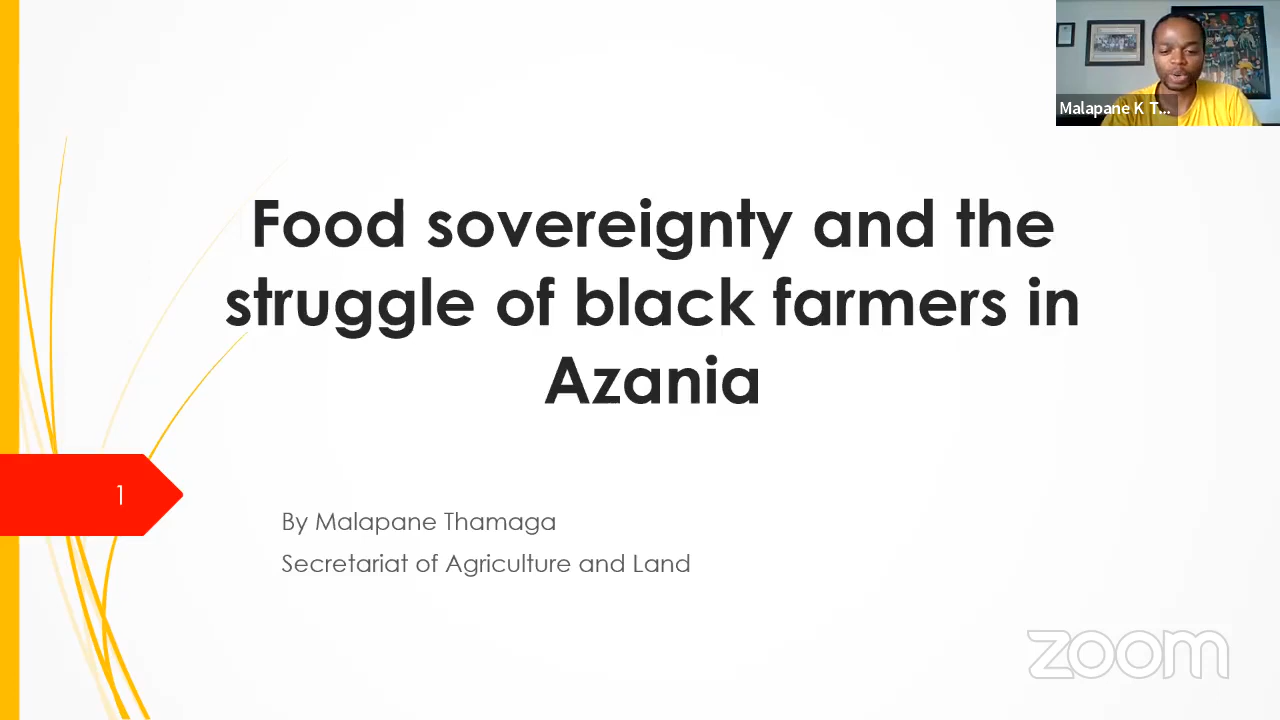 Malapane K T...
Food sovereignty and the
struggle of black farmers in
Azania
1
By Malapane Thamaga
Secretariat of Agriculture and Land
zoom